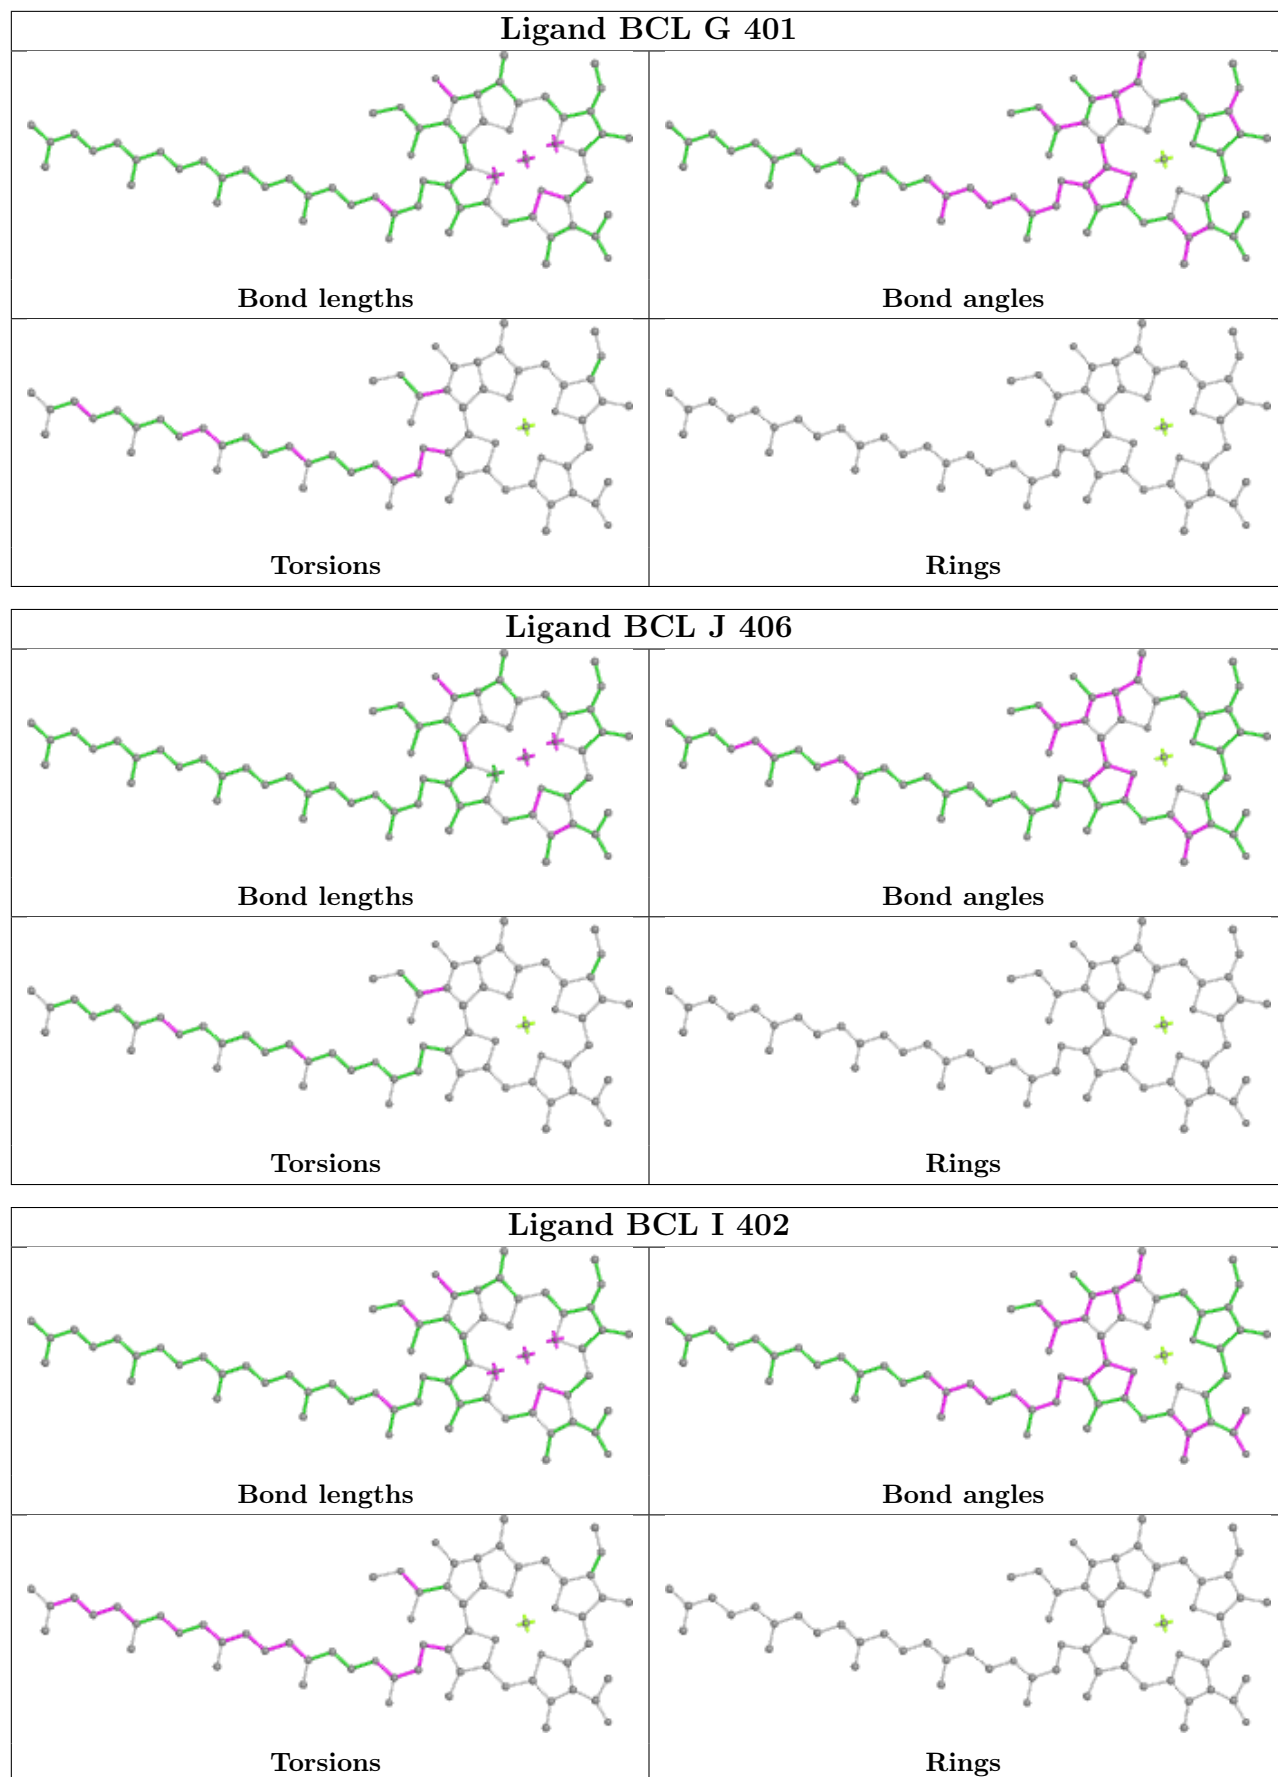 Ligand BCL G 401
Bond lengths
Bond angles
Torsions
Rings
Ligand BCL J 406
Bond lengths
Bond angles
Torsions
Rings
Ligand BCL I 402
Bond lengths
Bond angles
Torsions
Rings